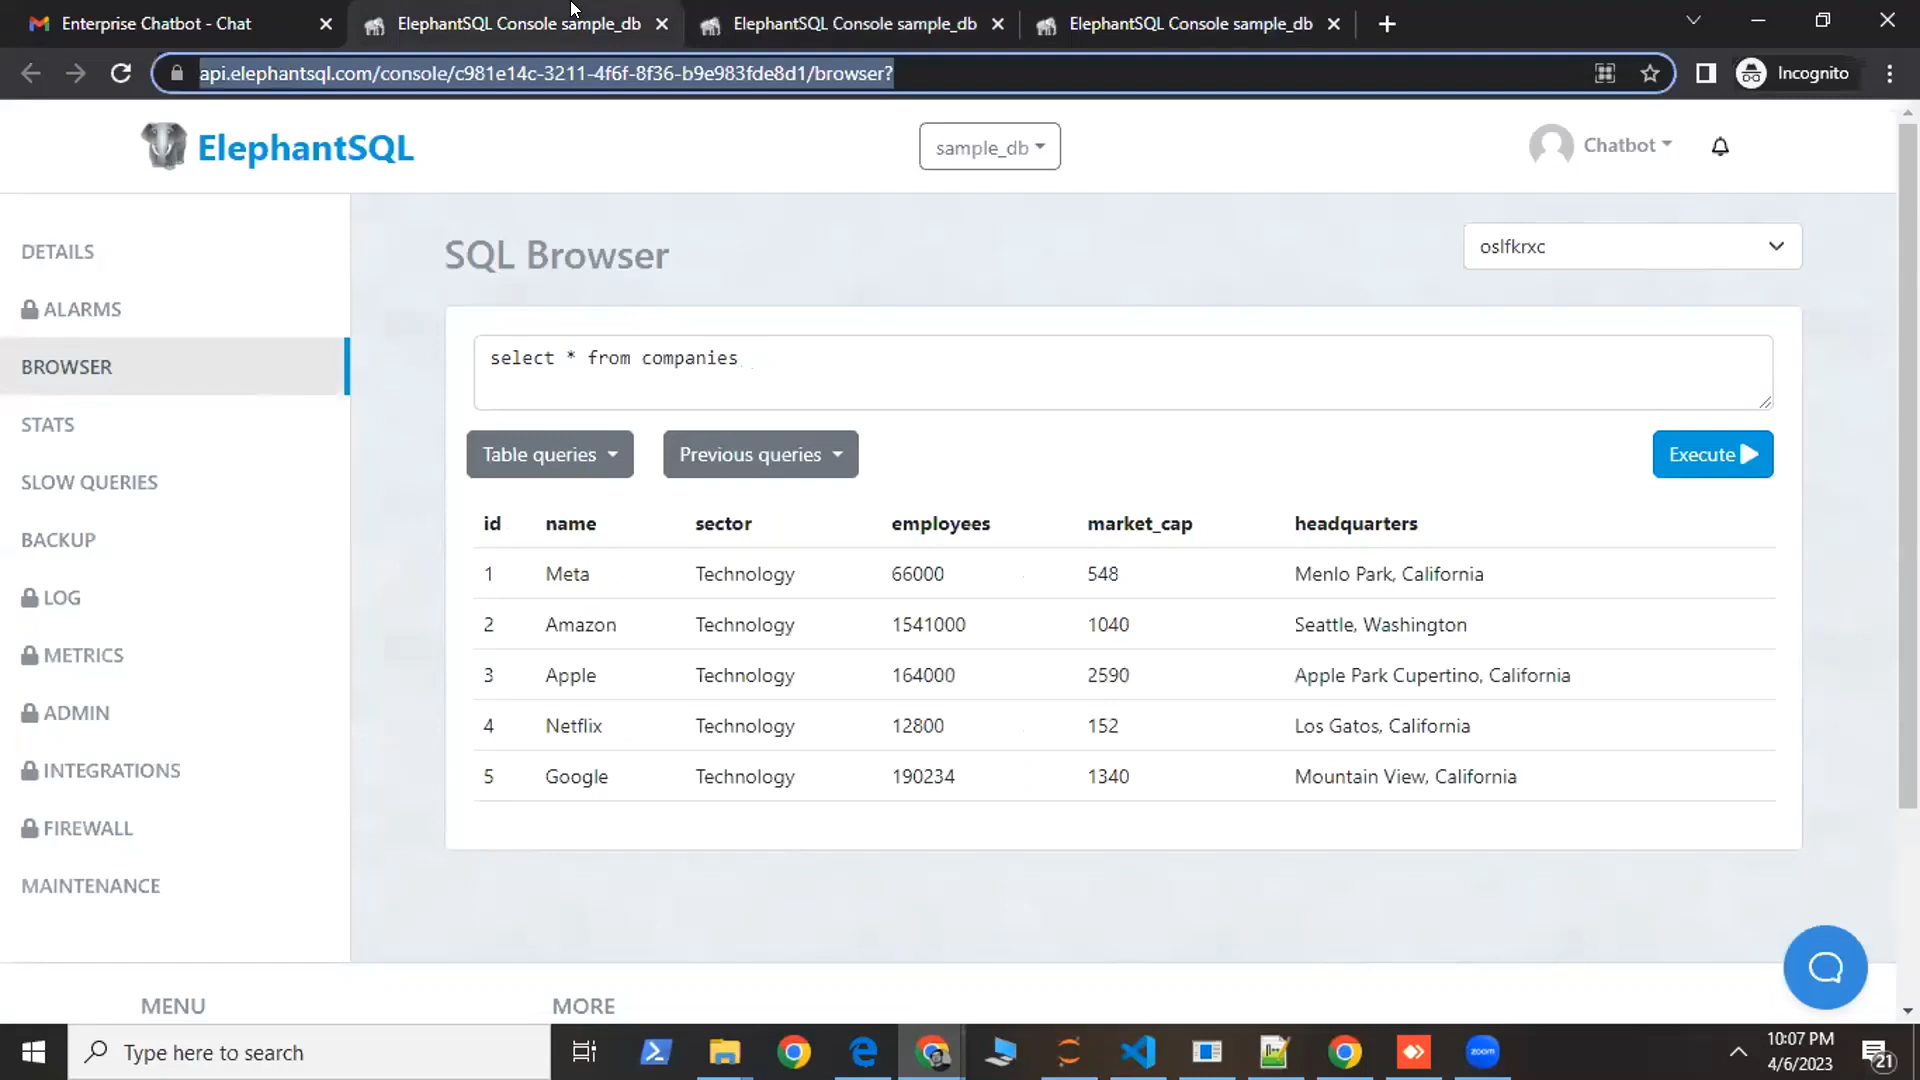 Enterprise Chatbot - Chat
ElephantSQL Console sample_db
ElephantSQL Console sample_db
ElephantSQL Console sample_db
api.elephantsql.com/console/c981e14c-3211-4f6f-8f36-b9e983fde8d1/browser?
Incognito
ElephantSQL
sample_db
Chatbot
DETAILS
ALARMS
BROWSER
STATS
SLOW QUERIES
BACKUP
LOG
METRICS
ADMIN
INTEGRATIONS
FIREWALL
MAINTENANCE
SQL Browser
oslfkrxc
select * from companies
Table queries
Previous queries
Execute
id name sector employees market_cap headquarters
1 Meta Technology 66000 548 Menlo Park, California
2 Amazon Technology 1541000 1040 Seattle, Washington
3 Apple Technology 164000 2590 Apple Park Cupertino, California
4 Netflix Technology 12800 152 Los Gatos, California
5 Google Technology 190234 1340 Mountain View, California
MENU
MORE
Type here to search
zoom
10:07 PM
4/6/2023
21